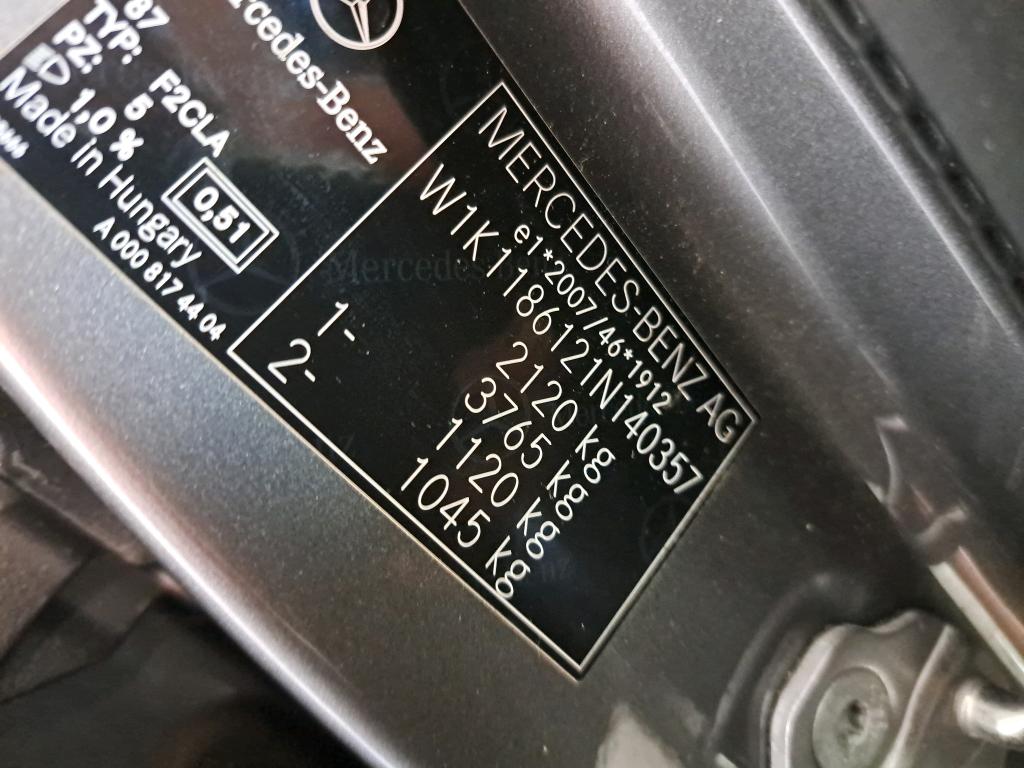 87
TYP: F2CLA
PZ: 5
1,0 % 0,51
Made in Hungary
A 000 817 44 04
Mercedes-Benz
MERCEDES-BENZ AG
e1*2007/46*1912
W1K1186121N140357
2120 kg
3765 kg
1- 1120 kg
2- 1045 kg